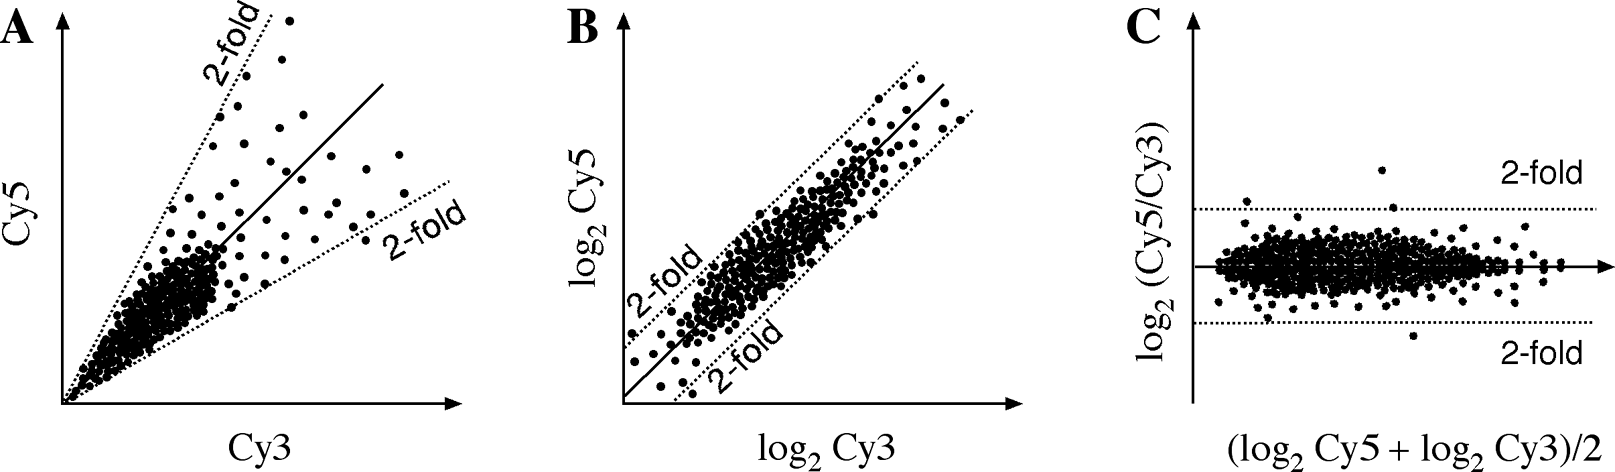 A
2-fold
2-fold
Cy5
Cy3
B
2-fold
2-fold
log₂ Cy5
log₂ Cy3
C
2-fold
2-fold
log₂ (Cy5/Cy3)
(log₂ Cy5 + log₂ Cy3)/2